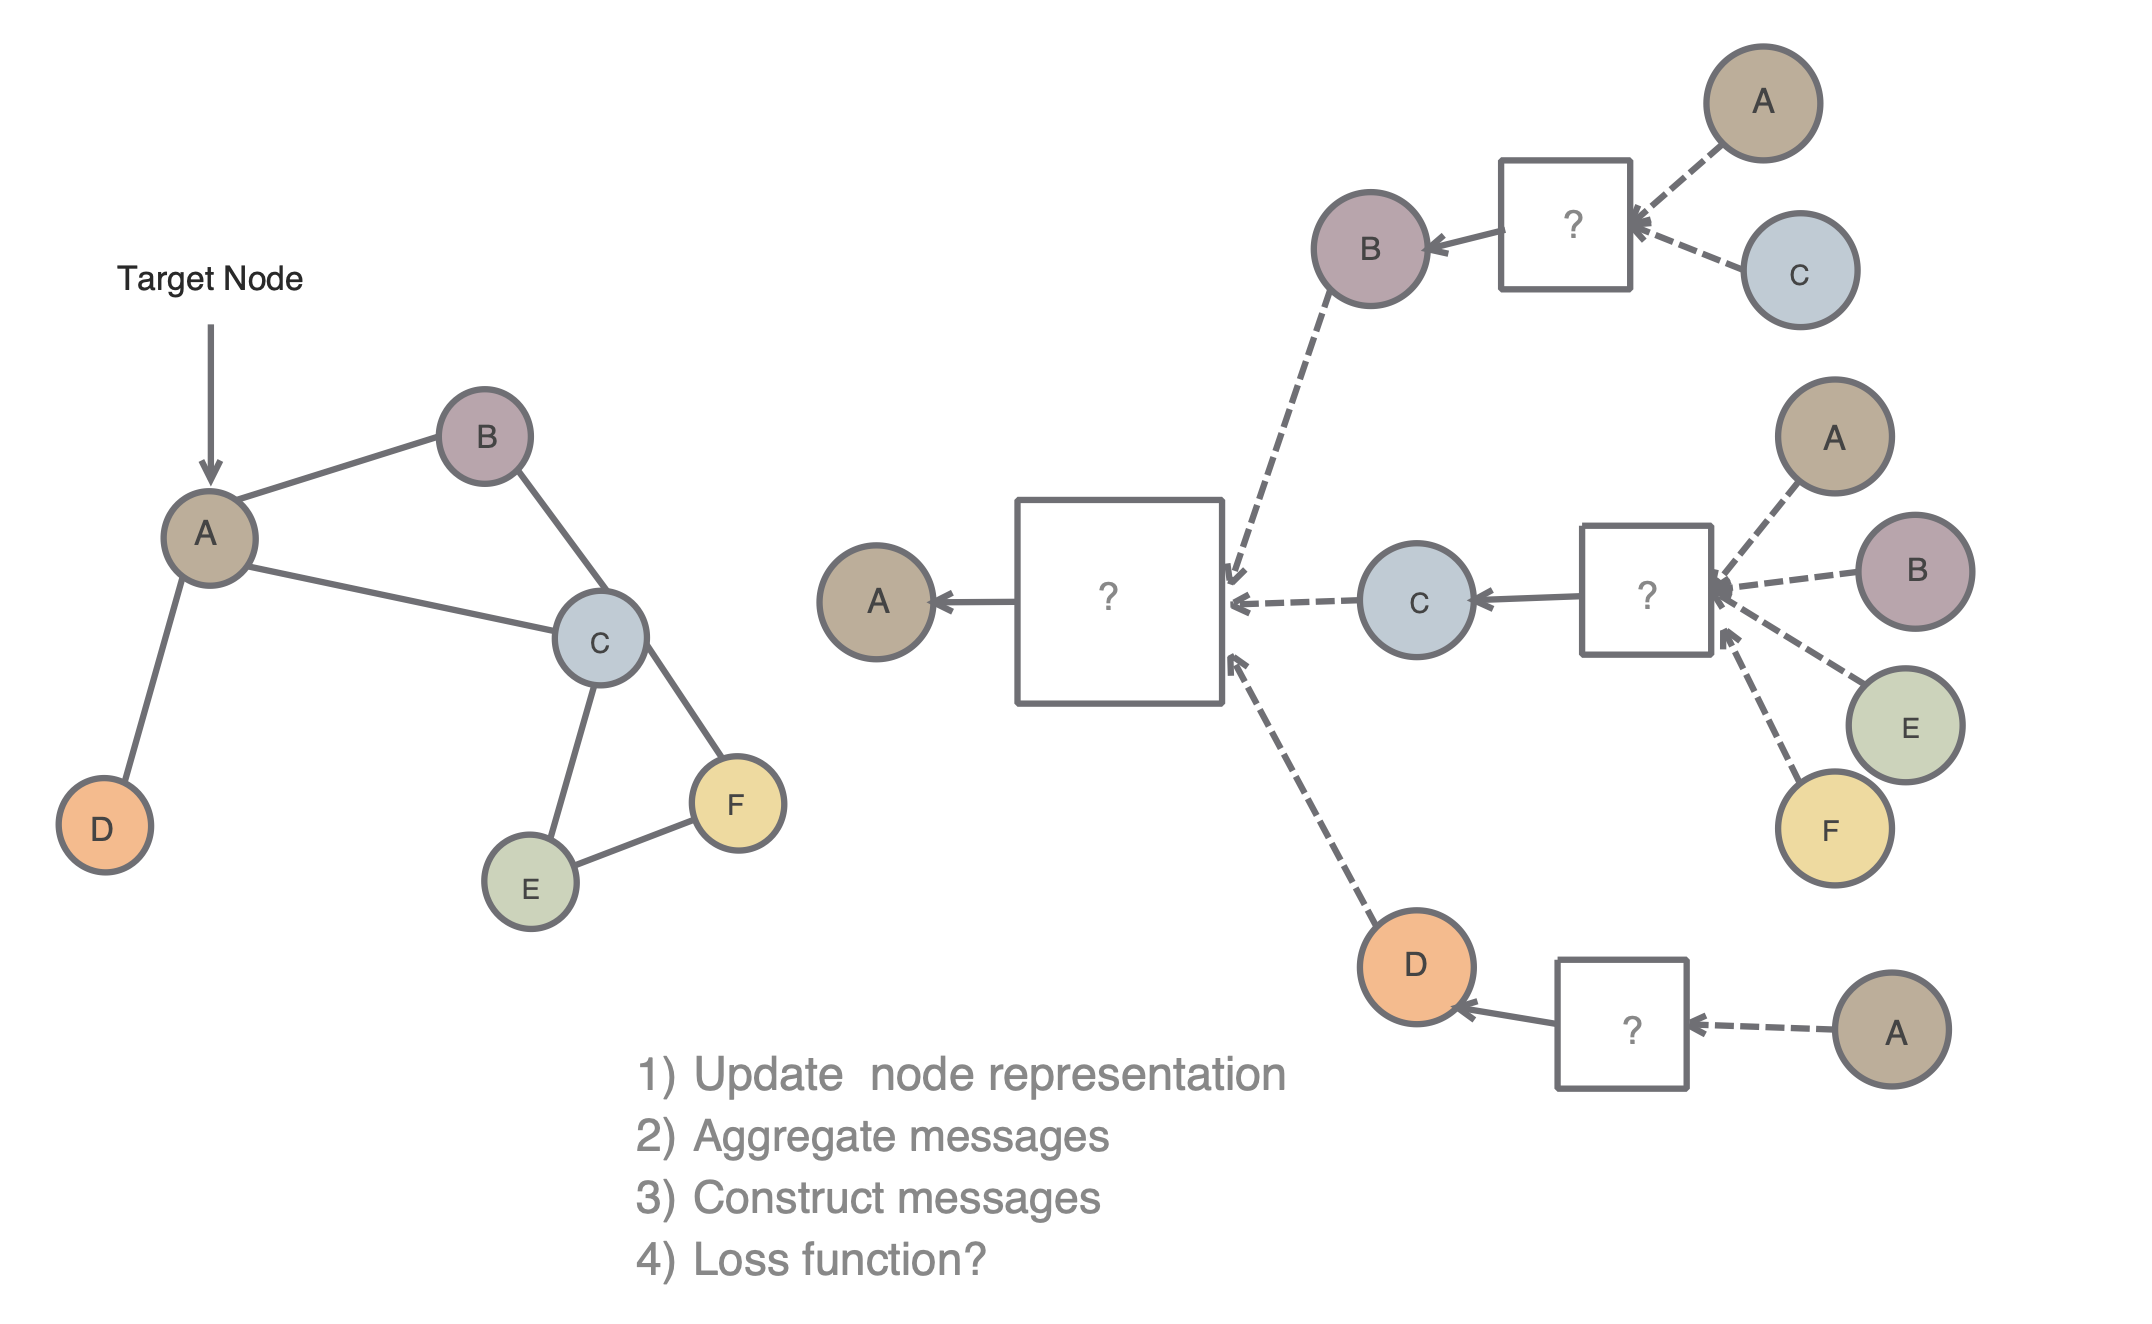 Target Node
A
B
C
D
E
F
A
?
B
?
A
C
C
?
A
B
E
F
D
?
A
1) Update node representation
2) Aggregate messages
3) Construct messages
4) Loss function?